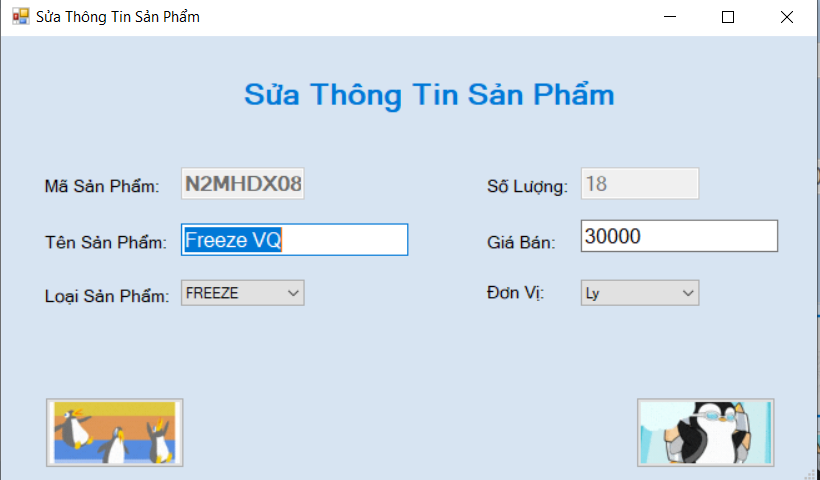 Sửa Thông Tin Sản Phẩm
Sửa Thông Tin Sản Phẩm
Mã Sản Phẩm: N2MHDX08
Số Lượng: 18
Tên Sản Phẩm: Freeze VQ
Giá Bán: 30000
Loại Sản Phẩm: FREEZE
Đơn Vị: Ly